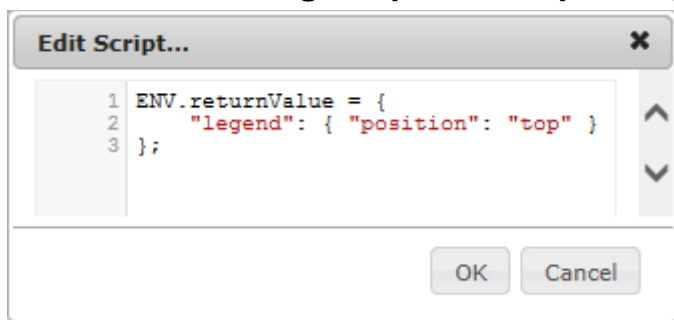 Edit Script...
1 ENV.returnValue = {
2     "legend": { "position": "top" }
3 };
OK Cancel